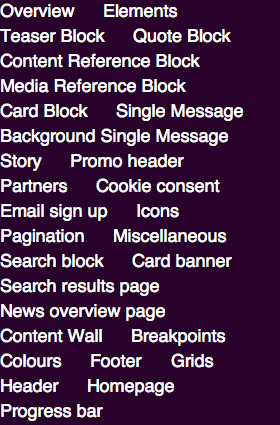 Overview Elements
Teaser Block Quote Block
Content Reference Block
Media Reference Block
Card Block Single Message
Background Single Message
Story Promo header
Partners Cookie consent
Email sign up Icons
Pagination Miscellaneous
Search block Card banner
Search results page
News overview page
Content Wall Breakpoints
Colours Footer Grids
Header Homepage
Progress bar